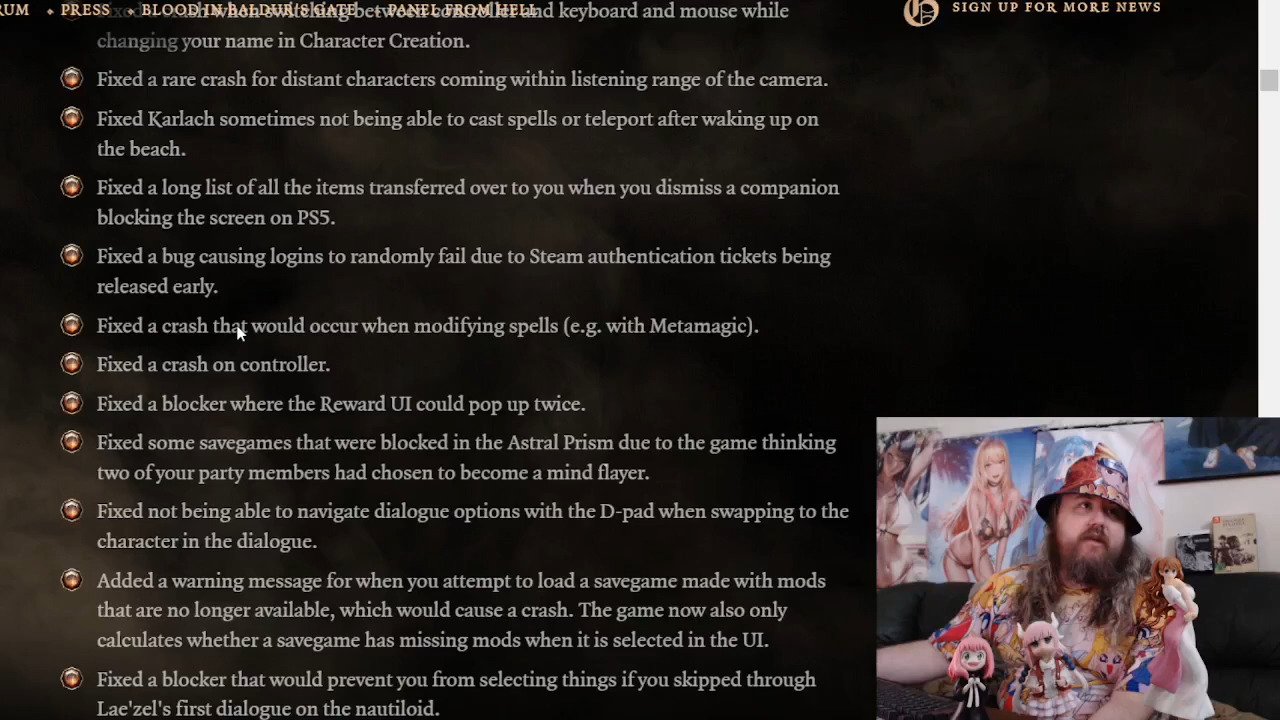 RUM PRESS BLOOD IN BALDUR'S GATE PANEL FROM HELL SIGN UP FOR MORE NEWS
Fixed a crash when switching between controller and keyboard and mouse while
changing your name in Character Creation.
Fixed a rare crash for distant characters coming within listening range of the camera.
Fixed Karlach sometimes not being able to cast spells or teleport after waking up on
the beach.
Fixed a long list of all the items transferred over to you when you dismiss a companion
blocking the screen on PS5.
Fixed a bug causing logins to randomly fail due to Steam authentication tickets being
released early.
Fixed a crash that would occur when modifying spells (e.g. with Metamagic).
Fixed a crash on controller.
Fixed a blocker where the Reward UI could pop up twice.
Fixed some savegames that were blocked in the Astral Prism due to the game thinking
two of your party members had chosen to become a mind flayer.
Fixed not being able to navigate dialogue options with the D-pad when swapping to the
character in the dialogue.
Added a warning message for when you attempt to load a savegame made with mods
that are no longer available, which would cause a crash. The game now also only
calculates whether a savegame has missing mods when it is selected in the UI.
Fixed a blocker that would prevent you from selecting things if you skipped through
Lae'zel's first dialogue on the nautiloid.